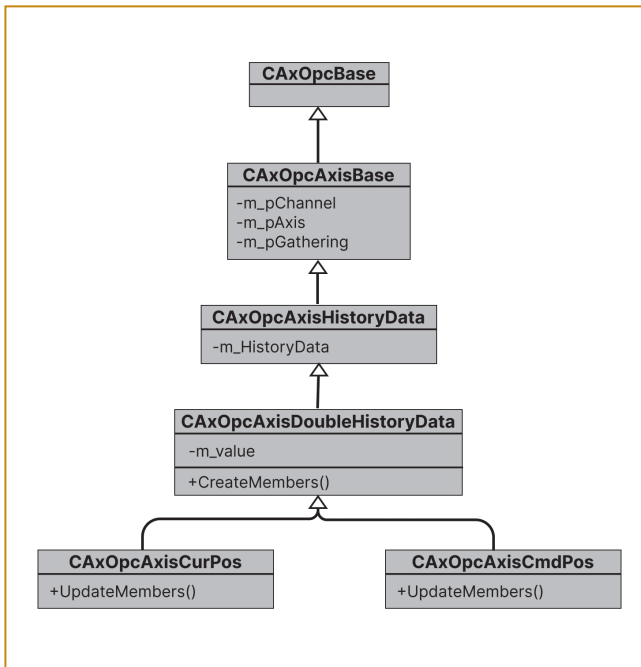 CAxOpcBase
CAxOpcAxisBase
-m_pChannel
-m_pAxis
-m_pGathering
CAxOpcAxisHistoryData
-m_HistoryData
CAxOpcAxisDoubleHistoryData
-m_value
+CreateMembers()
CAxOpcAxisCurPos
+UpdateMembers()
CAxOpcAxisCmdPos
+UpdateMembers()